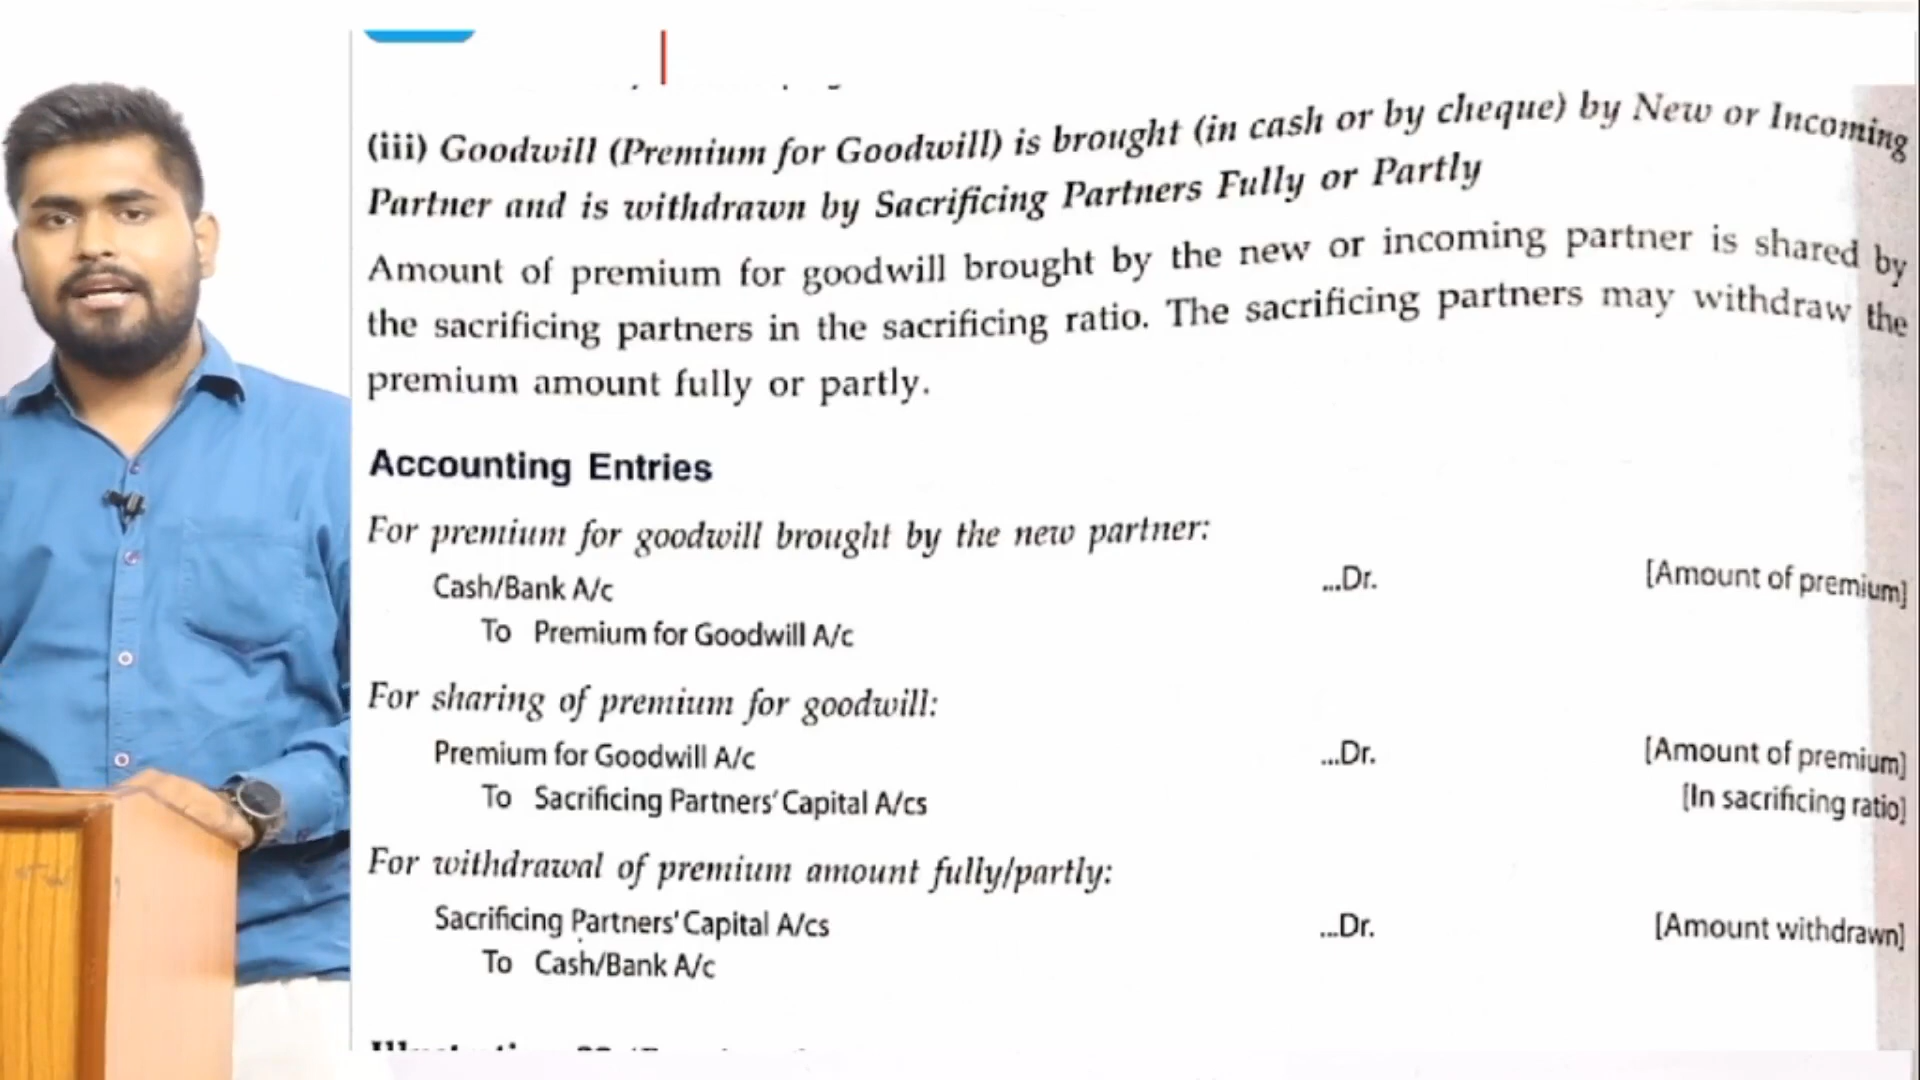 (iii) Goodwill (Premium for Goodwill) is brought (in cash or by cheque) by New or Incoming
Partner and is withdrawn by Sacrificing Partners Fully or Partly
Amount of premium for goodwill brought by the new or incoming partner is shared by
the sacrificing partners in the sacrificing ratio. The sacrificing partners may withdraw the
premium amount fully or partly.
Accounting Entries
For premium for goodwill brought by the new partner:
Cash/Bank A/c ...Dr. [Amount of premium]
To Premium for Goodwill A/c
For sharing of premium for goodwill:
Premium for Goodwill A/c ...Dr. [Amount of premium]
To Sacrificing Partners' Capital A/cs [In sacrificing ratio]
For withdrawal of premium amount fully/partly:
Sacrificing Partners' Capital A/cs ...Dr. [Amount withdrawn]
To Cash/Bank A/c